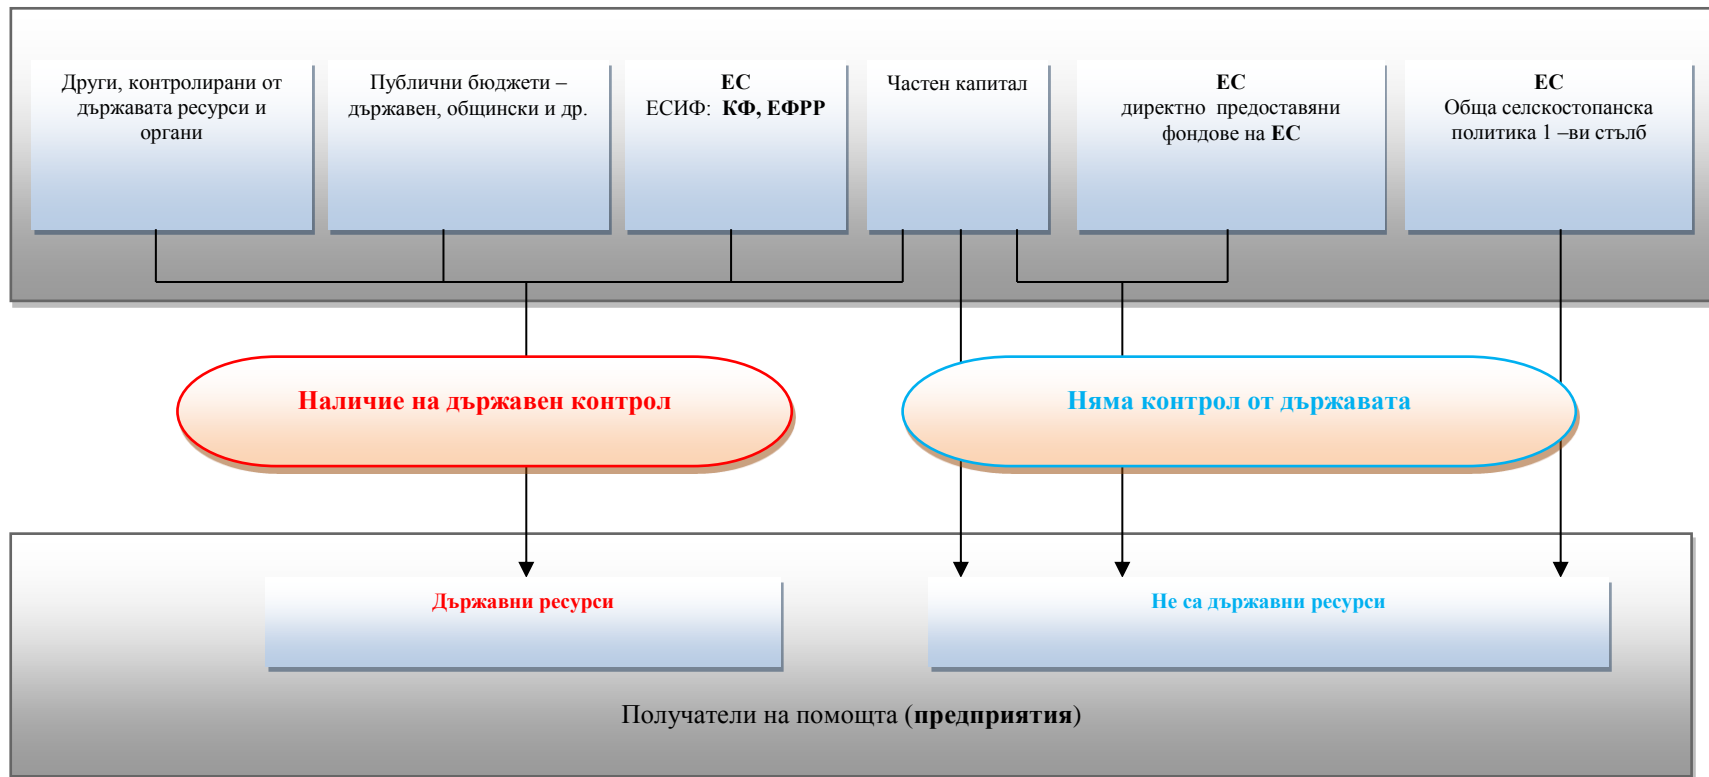 Други, контролирани от
държавата ресурси и
органи
Публични бюджети –
държавен, общински и др.
ЕС
ЕСИФ: КФ, ЕФРР
Частен капитал
ЕС
директно предоставяни
фондове на ЕС
ЕС
Обща селскостопанска
политика 1 –ви стълб
Наличие на държавен контрол
Няма контрол от държавата
Държавни ресурси
Не са държавни ресурси
Получатели на помощта (предприятия)